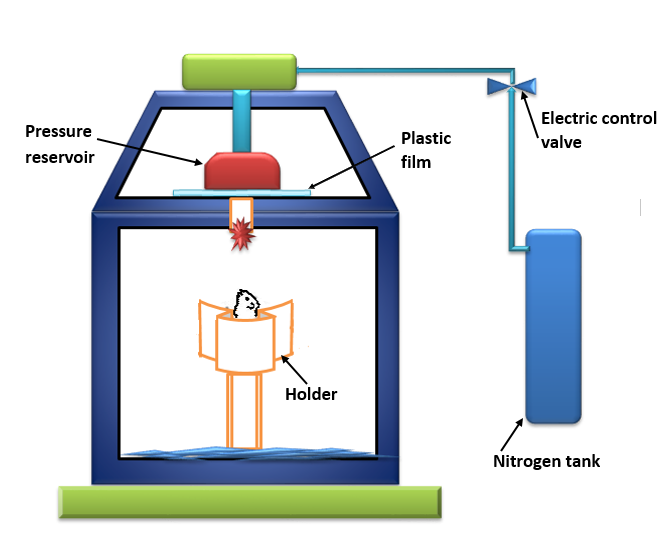 Pressure
reservoir
Plastic
film
Electric control
valve
Holder
Nitrogen tank